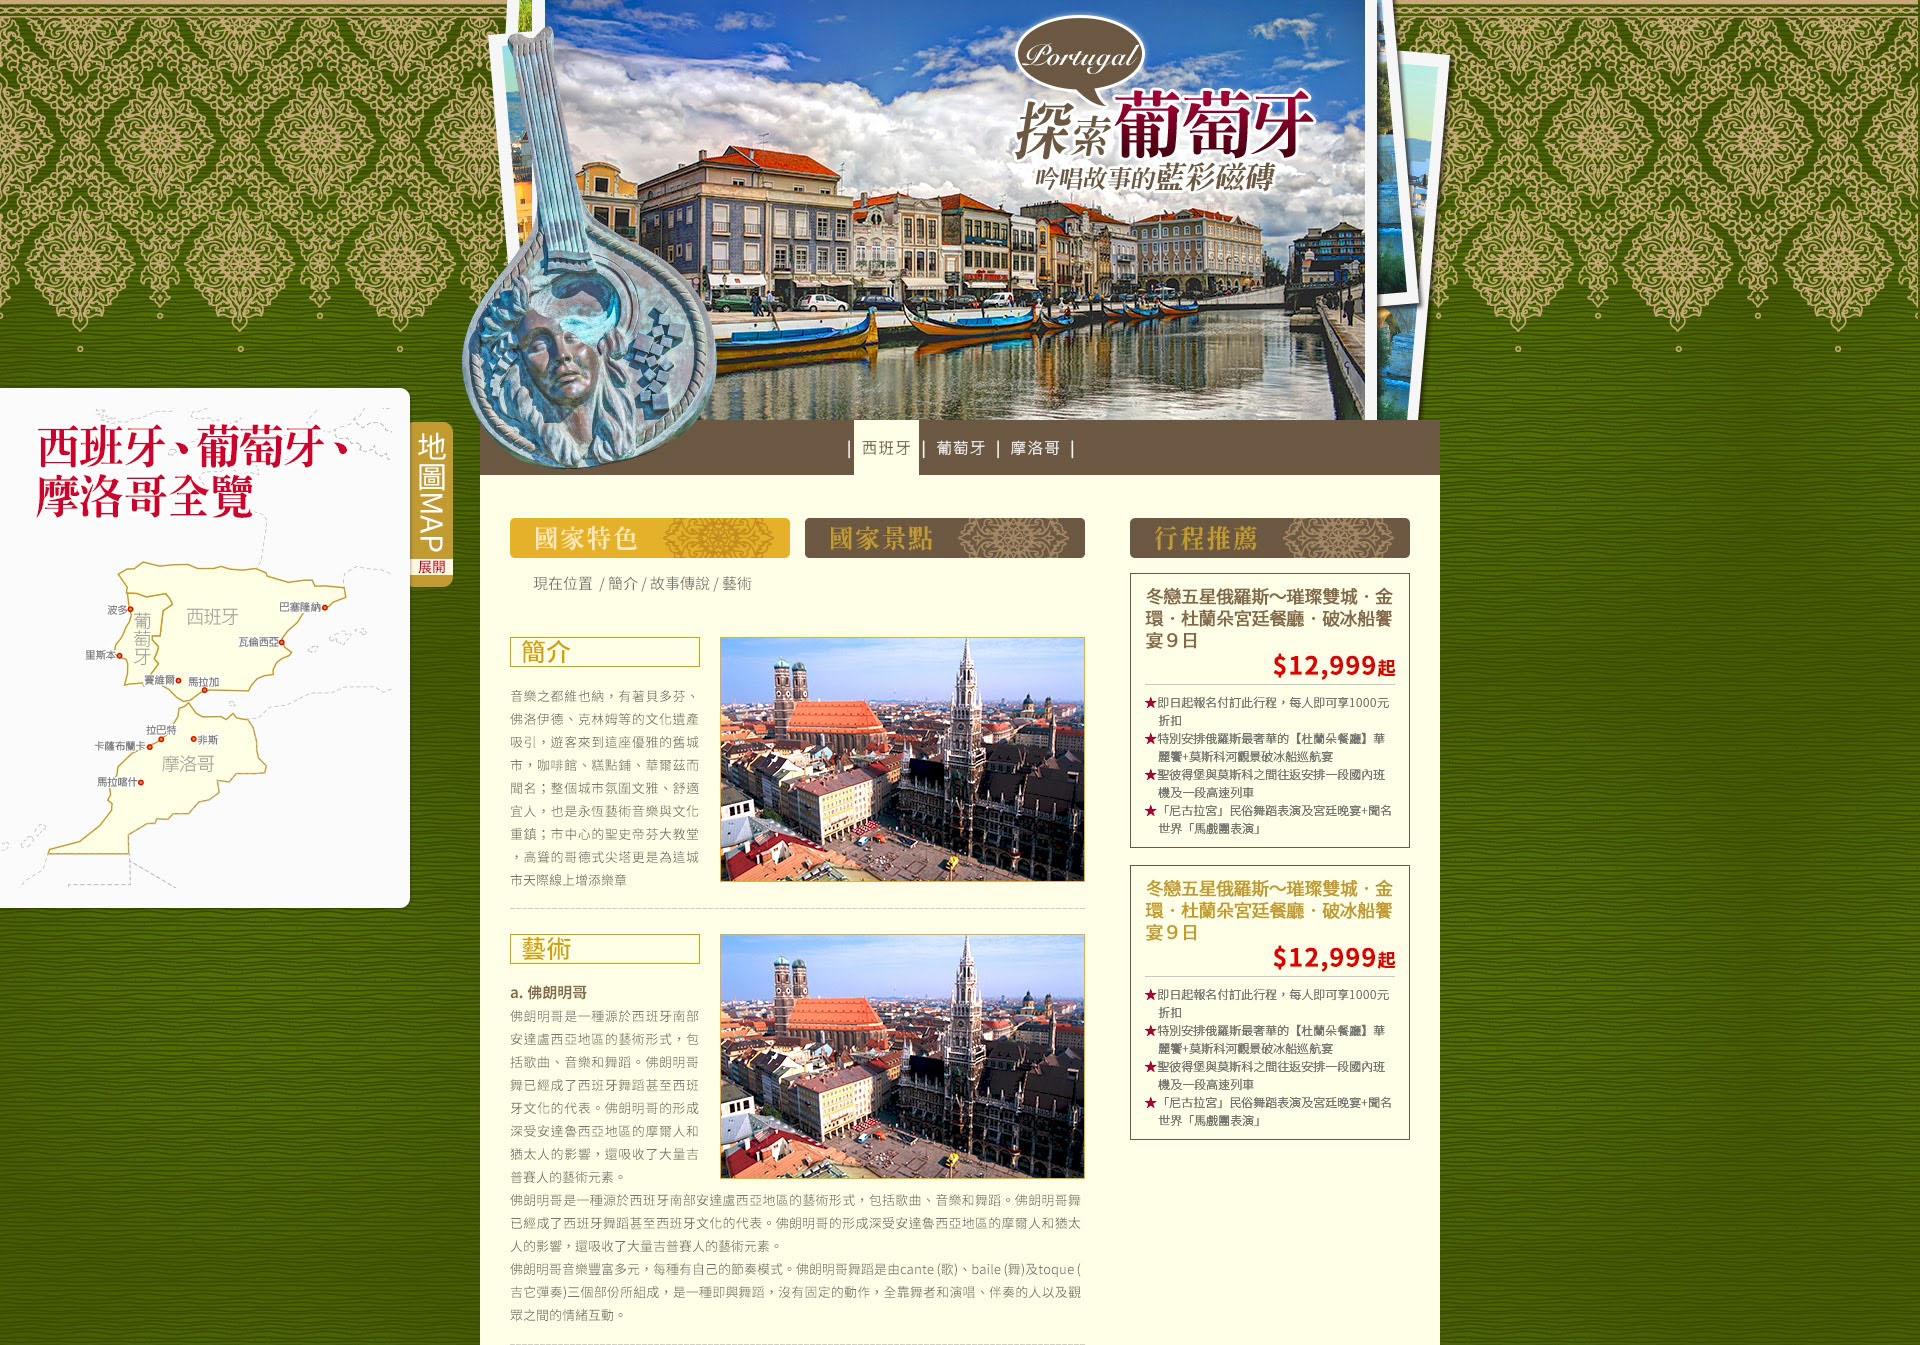 Portugal
探索葡萄牙
吟唱故事的藍彩磁磚
西班牙、葡萄牙、
摩洛哥全覽
地圖MAP
展開
波多
葡萄牙
西班牙
巴塞隆納
瓦倫西亞
里斯本
賽維爾
馬拉加
拉巴特
卡薩布蘭卡
非斯
摩洛哥
馬拉喀什
| 西班牙 | 葡萄牙 | 摩洛哥 |
國家特色
國家景點
行程推薦
現在位置 / 簡介 / 故事傳說 / 藝術
簡介
音樂之都維也納，有著貝多芬、
佛洛伊德、克林姆等的文化遺產
吸引，遊客來到這座優雅的舊城
市，咖啡館、糕點鋪、華爾茲而
聞名；整個城市氛圍文雅、舒適
宜人，也是永恆藝術音樂與文化
重鎮；市中心的聖史帝芬大教堂
，高聳的哥德式尖塔更是為這城
市天際線上增添樂章
藝術
a. 佛朗明哥
佛朗明哥是一種源於西班牙南部
安達盧西亞地區的藝術形式，包
括歌曲、音樂和舞蹈。佛朗明哥
舞已經成了西班牙舞蹈甚至西班
牙文化的代表。佛朗明哥的形成
深受安達魯西亞地區的摩爾人和
猶太人的影響，還吸收了大量吉
普賽人的藝術元素。
佛朗明哥是一種源於西班牙南部安達盧西亞地區的藝術形式，包括歌曲、音樂和舞蹈。佛朗明哥舞
已經成了西班牙舞蹈甚至西班牙文化的代表。佛朗明哥的形成深受安達魯西亞地區的摩爾人和猶太
人的影響，還吸收了大量吉普賽人的藝術元素。
佛朗明哥音樂豐富多元，每種有自己的節奏模式。佛朗明哥舞蹈是由cante (歌)、baile (舞)及toque (
吉它彈奏)三個部份所組成，是一種即興舞蹈，沒有固定的動作，全靠舞者和演唱、伴奏的人以及觀
眾之間的情緒互動。
冬戀五星俄羅斯～璀璨雙城．金
環．杜蘭朵宮廷餐廳．破冰船饗
宴９日
$12,999起
★即日起報名付訂此行程，每人即可享1000元
折扣
★特別安排俄羅斯最奢華的【杜蘭朵餐廳】華
麗饗+莫斯科河觀景破冰船巡航宴
★聖彼得堡與莫斯科之間往返安排一段國內班
機及一段高速列車
★「尼古拉宮」民俗舞蹈表演及宮廷晚宴+聞名
世界「馬戲團表演」
冬戀五星俄羅斯～璀璨雙城．金
環．杜蘭朵宮廷餐廳．破冰船饗
宴９日
$12,999起
★即日起報名付訂此行程，每人即可享1000元
折扣
★特別安排俄羅斯最奢華的【杜蘭朵餐廳】華
麗饗+莫斯科河觀景破冰船巡航宴
★聖彼得堡與莫斯科之間往返安排一段國內班
機及一段高速列車
★「尼古拉宮」民俗舞蹈表演及宮廷晚宴+聞名
世界「馬戲團表演」